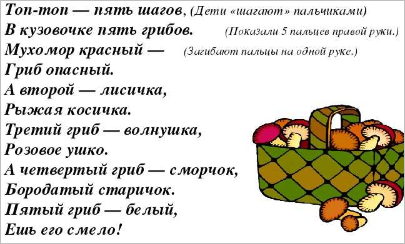 Топ-топ — пять шагов, (Дети «шагают» пальчиками)
В кузовочке пять грибов. (Показали 5 пальцев правой руки.)
Мухомор красный — (Загибают пальцы на одной руке.)
Гриб опасный.
А второй — лисичка,
Рыжая косичка.
Третий гриб — волнушка,
Розовое ушко.
А четвертый гриб — сморчок,
Бородатый старичок.
Пятый гриб — белый,
Ешь его смело!